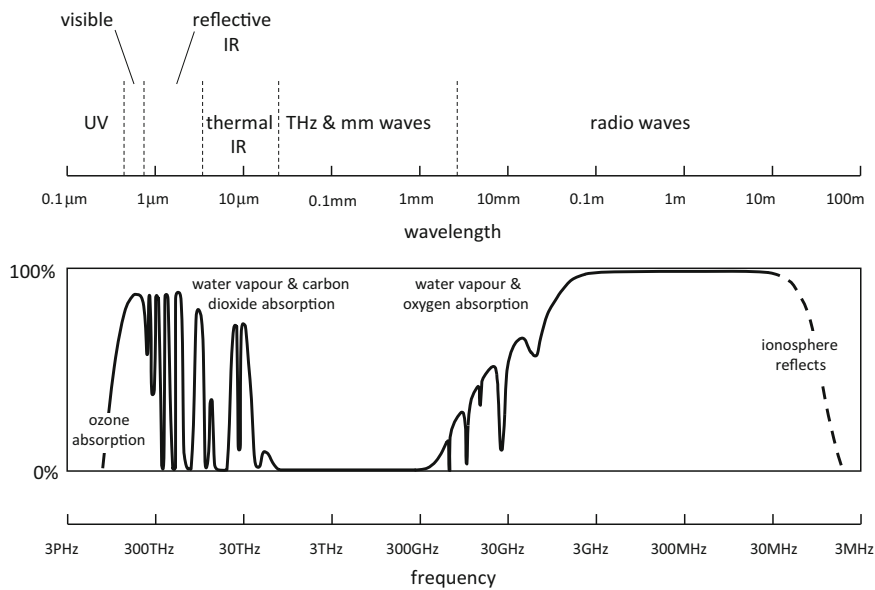 visible reflective
IR
UV thermal THz & mm waves radio waves
IR
0.1μm 1μm 10μm 0.1mm 1mm 10mm 0.1m 1m 10m 100m
wavelength
100%
water vapour & carbon
dioxide absorption
water vapour &
oxygen absorption
ionosphere
reflects
ozone
absorption
0%
3PHz 300THz 30THz 3THz 300GHz 30GHz 3GHz 300MHz 30MHz 3MHz
frequency